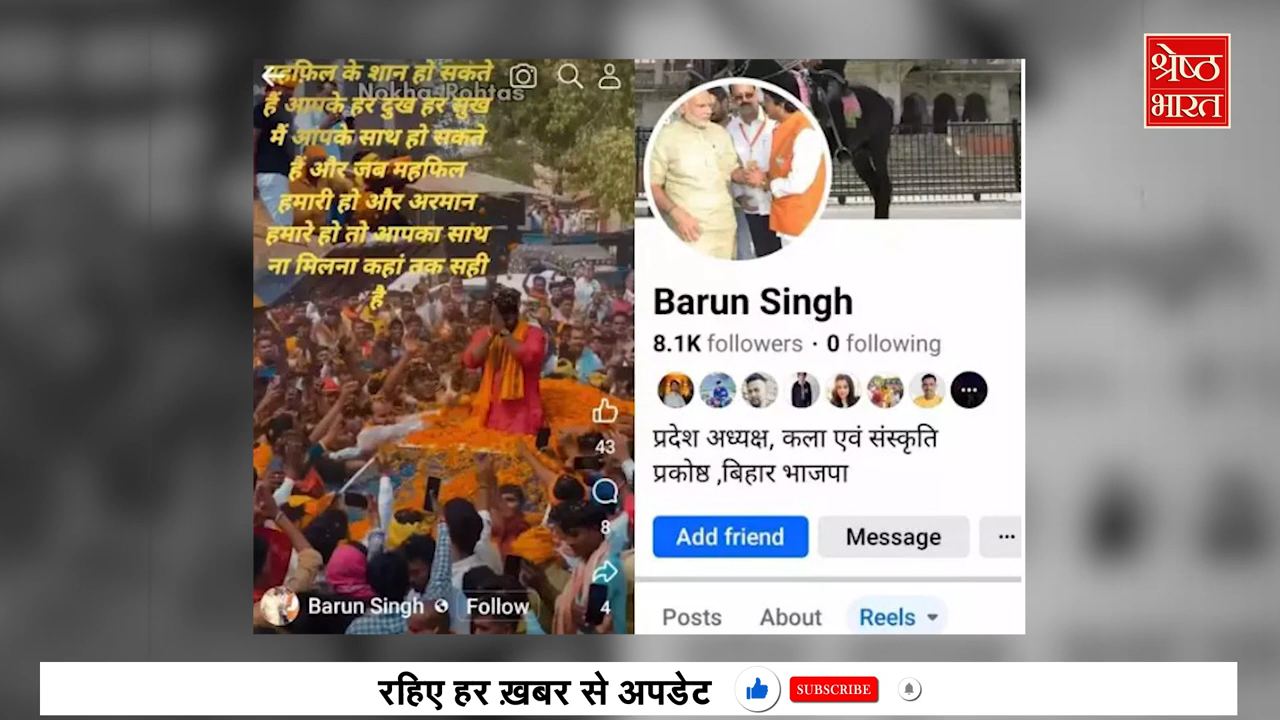 श्रेष्ठ
भारत
महफ़िल के शान हो सकते
Nokha, Rohtas
हैं आपके हर दुख हर सुख
मैं आपके साथ हो सकते
हैं और जब महफिल
हमारी हो और अरमान
हमारे हो तो आपका साथ
ना मिलना कहां तक सही
है
43
8
4
Barun Singh
Follow
Barun Singh
8.1K followers · 0 following
प्रदेश अध्यक्ष, कला एवं संस्कृति
प्रकोष्ठ ,बिहार भाजपा
Add friend
Message
Posts
About
Reels
रहिए हर ख़बर से अपडेट
SUBSCRIBE